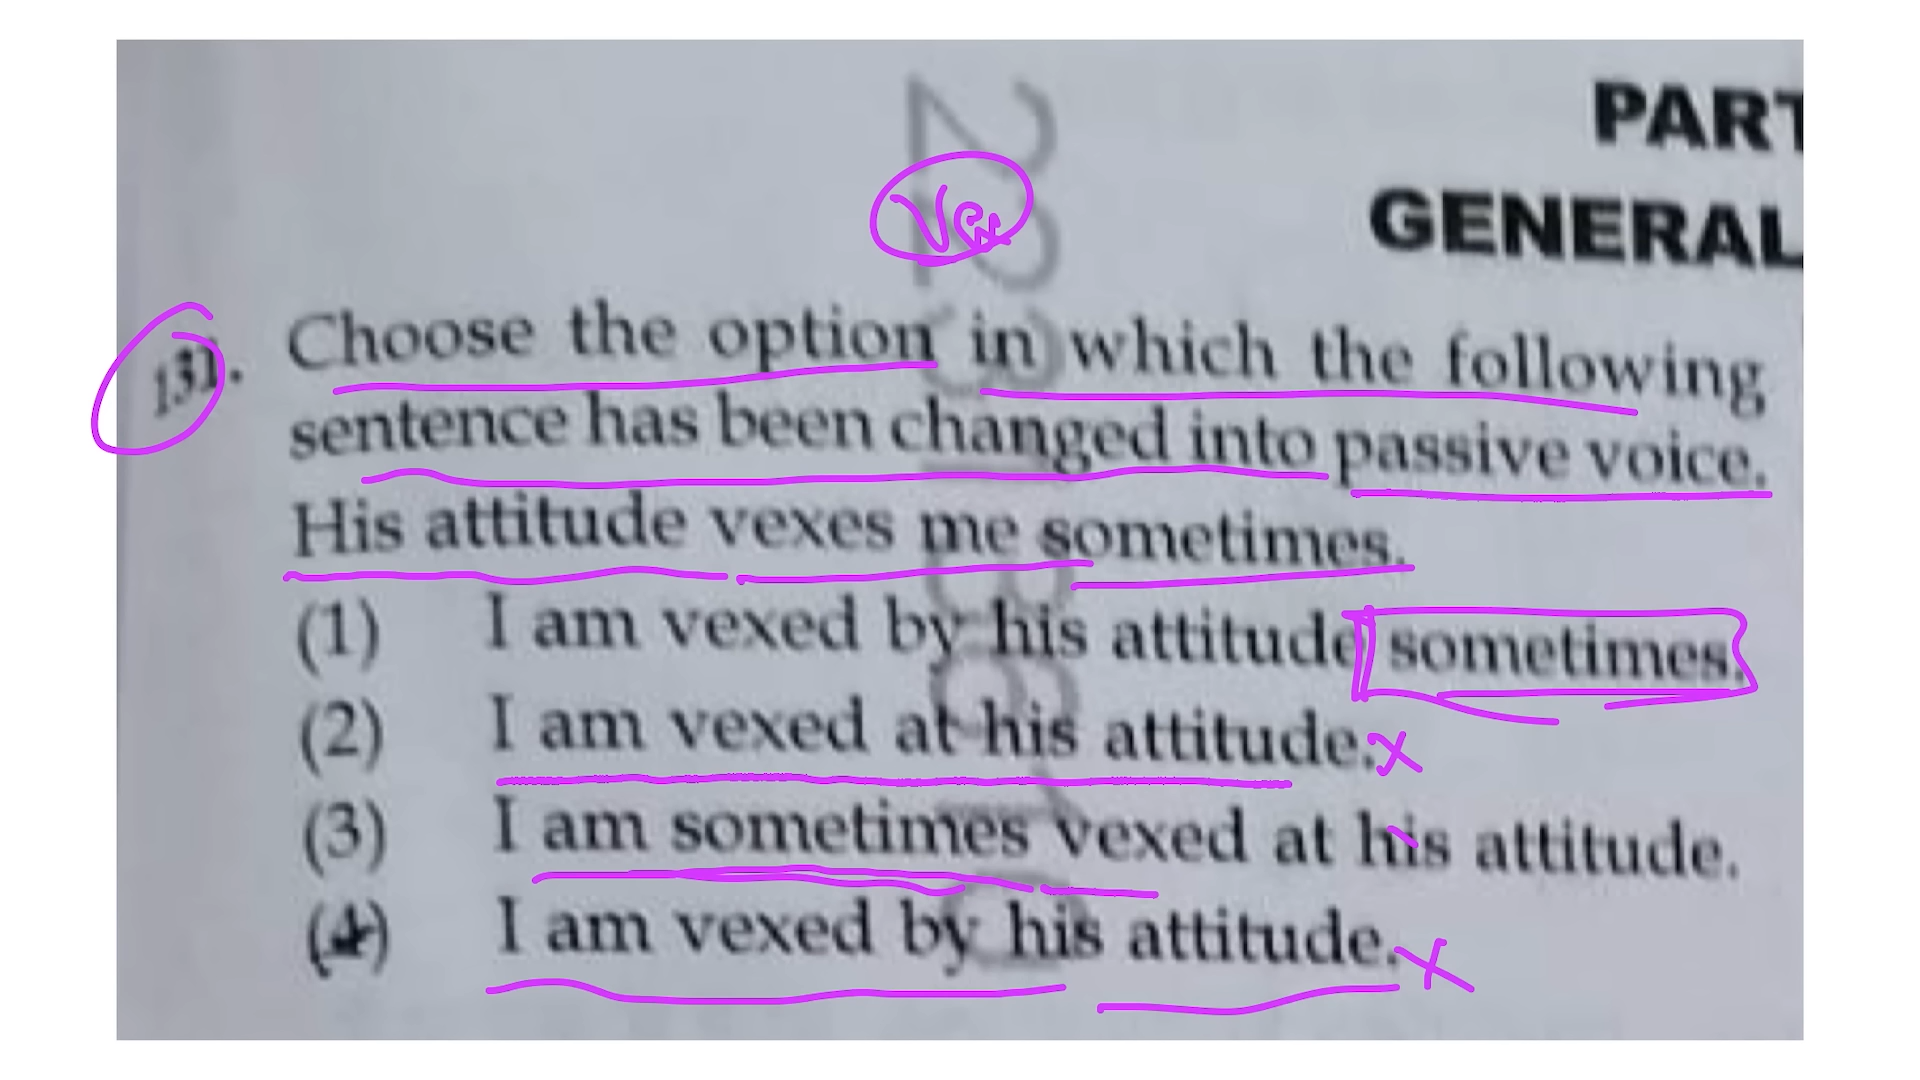 PART
GENERAL
Vex
131. Choose the option in which the following
sentence has been changed into passive voice.
His attitude vexes me sometimes.
(1) I am vexed by his attitude sometimes.
(2) I am vexed at his attitude.
(3) I am sometimes vexed at his attitude.
(4) I am vexed by his attitude.